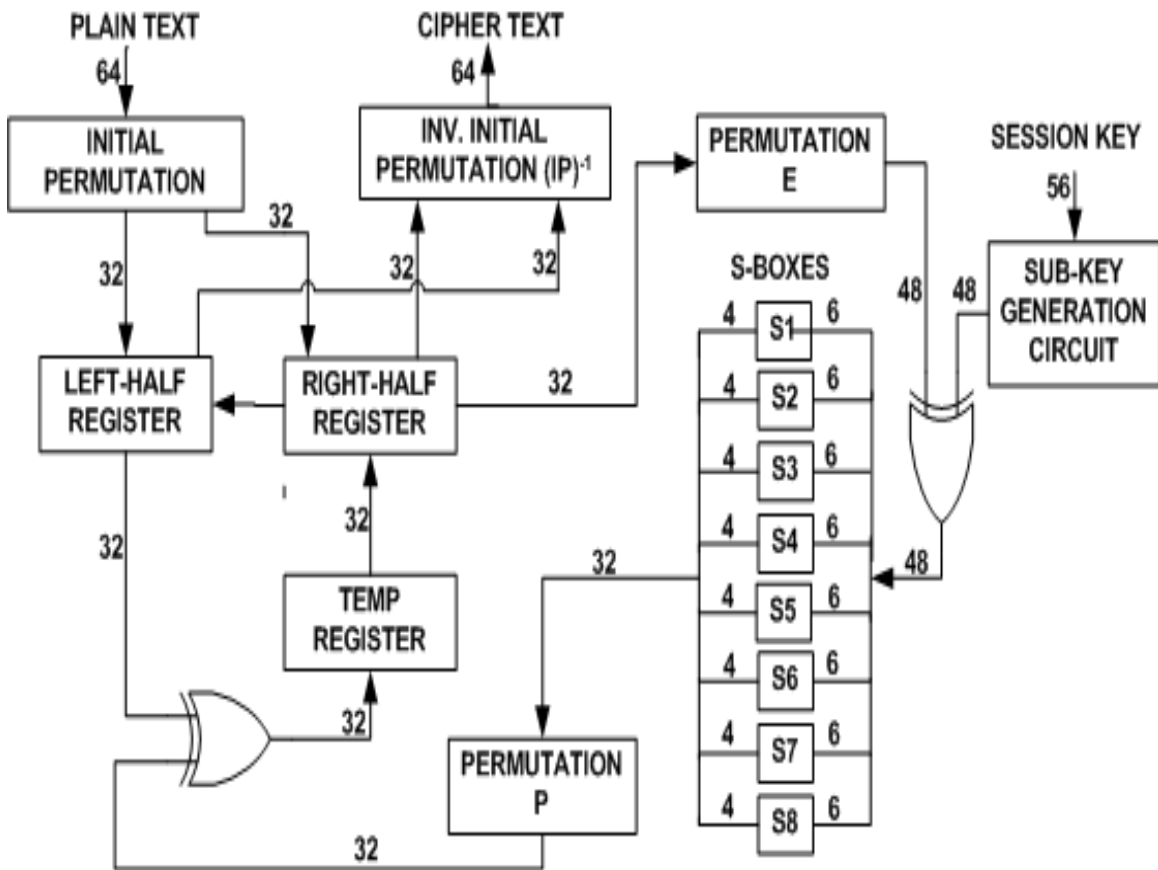 PLAIN TEXT
CIPHER TEXT
64
64
INITIAL
PERMUTATION
INV. INITIAL
PERMUTATION (IP)-1
PERMUTATION
E
SESSION KEY
56
32
32
32
32
S-BOXES
48
48
SUB-KEY
GENERATION
CIRCUIT
LEFT-HALF
REGISTER
RIGHT-HALF
REGISTER
32
4 S1 6
4 S2 6
4 S3 6
4 S4 6
4 S5 6
4 S6 6
4 S7 6
4 S8 6
48
32
32
32
TEMP
REGISTER
32
PERMUTATION
P
32